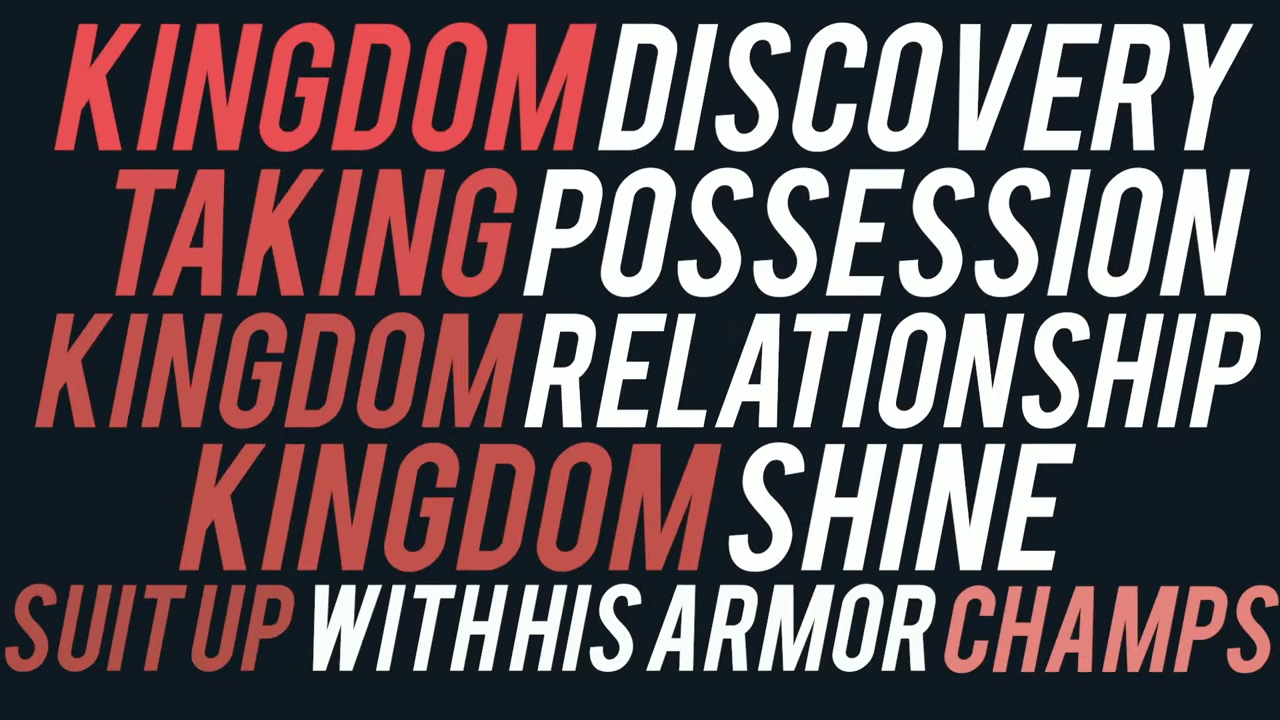 KINGDOM DISCOVERY
TAKING POSSESSION
KINGDOM RELATIONSHIP
KINGDOM SHINE
SUIT UP WITH HIS ARMOR CHAMPS